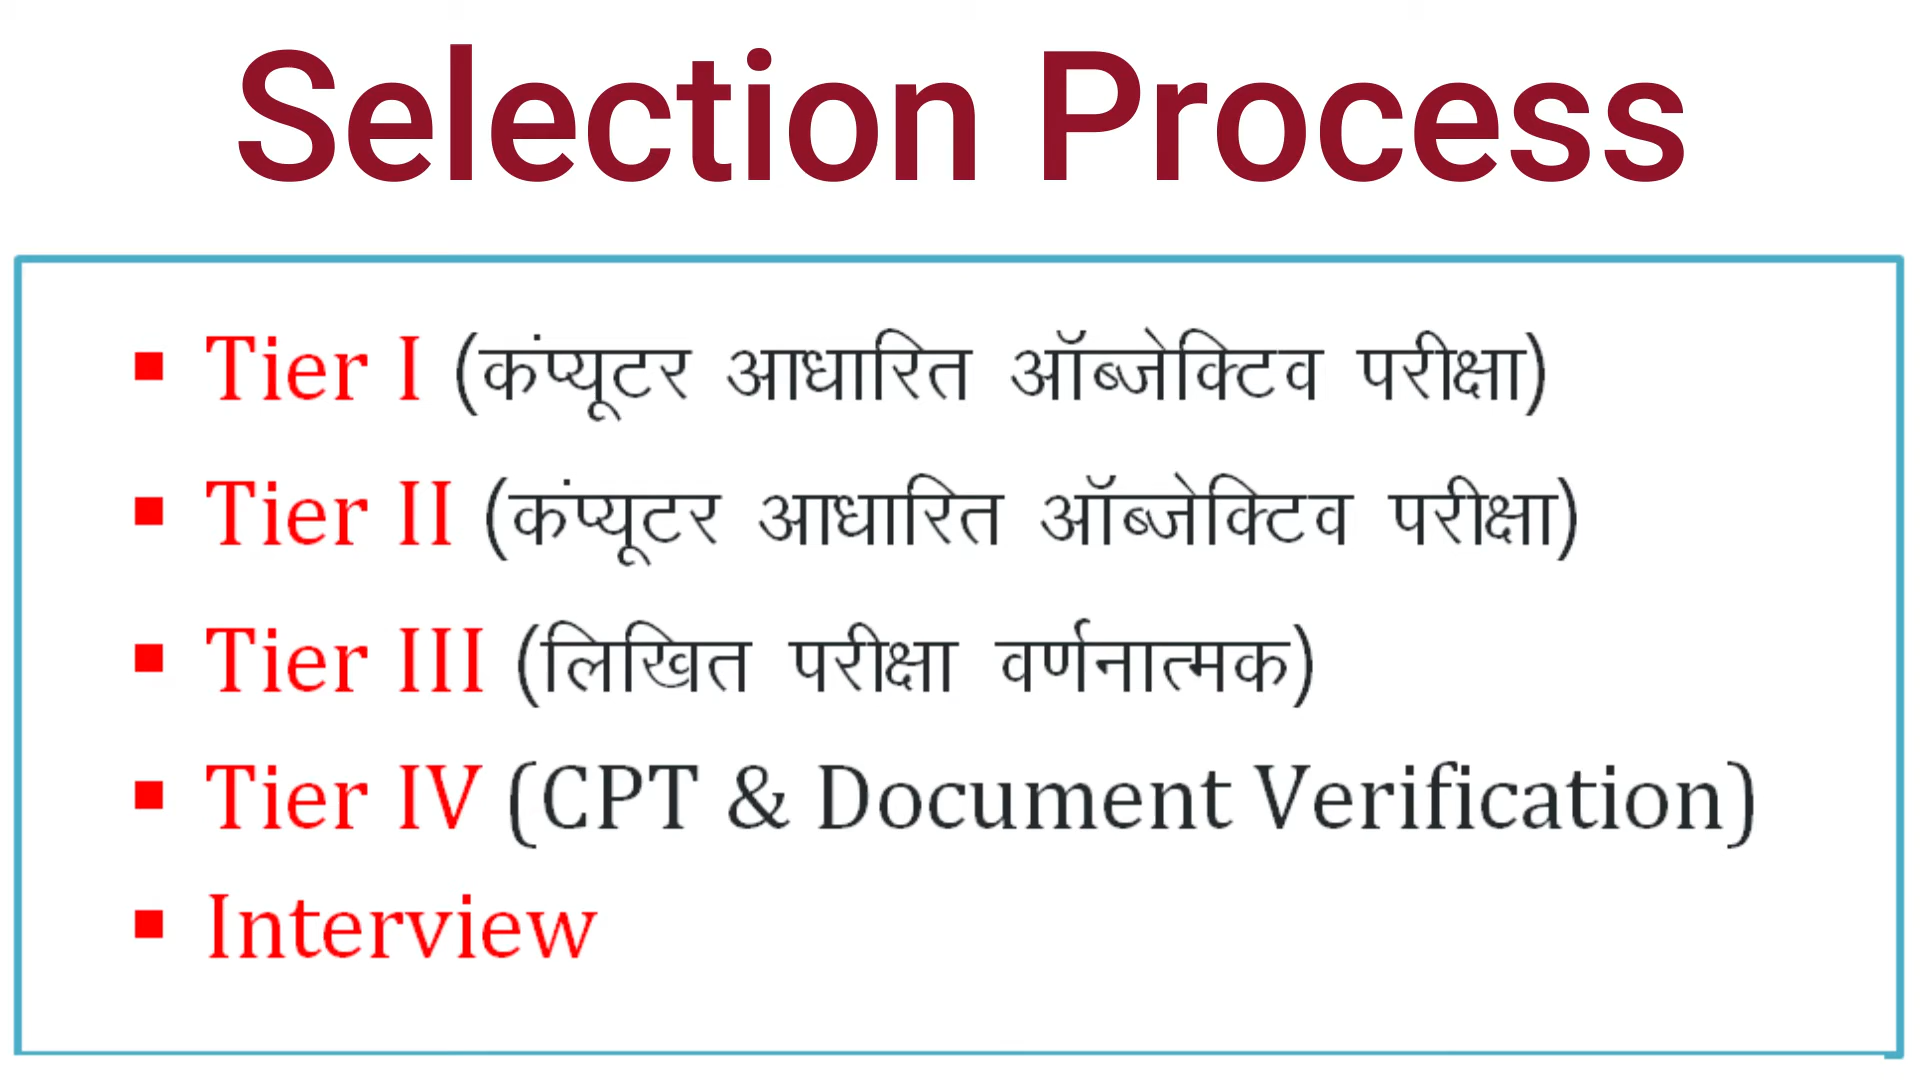 Selection Process
▪ Tier I (कंप्यूटर आधारित ऑब्जेक्टिव परीक्षा)
▪ Tier II (कंप्यूटर आधारित ऑब्जेक्टिव परीक्षा)
▪ Tier III (लिखित परीक्षा वर्णनात्मक)
▪ Tier IV (CPT & Document Verification)
▪ Interview